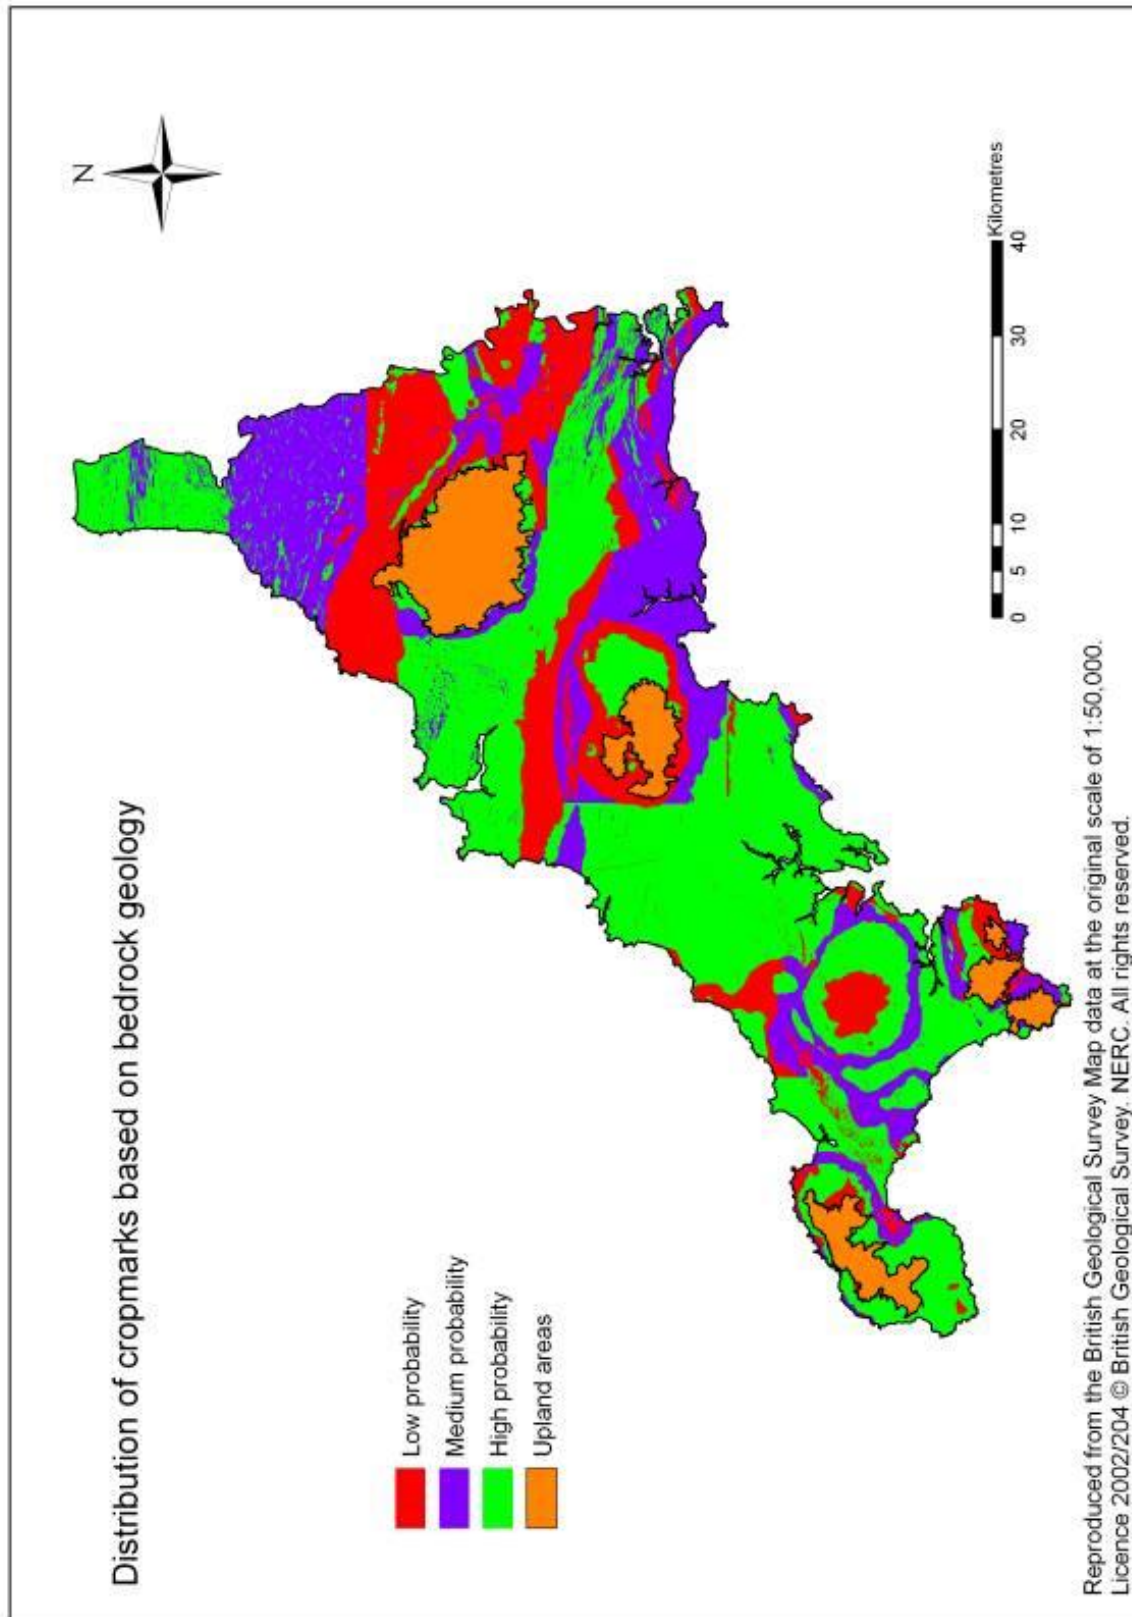 Distribution of cropmarks based on bedrock geology
N
Low probability
Medium probability
High probability
Upland areas
0 5 10 20 30 40
Kilometres
Reproduced from the British Geological Survey Map data at the original scale of 1:50,000.
Licence 2002/204 © British Geological Survey. NERC. All rights reserved.